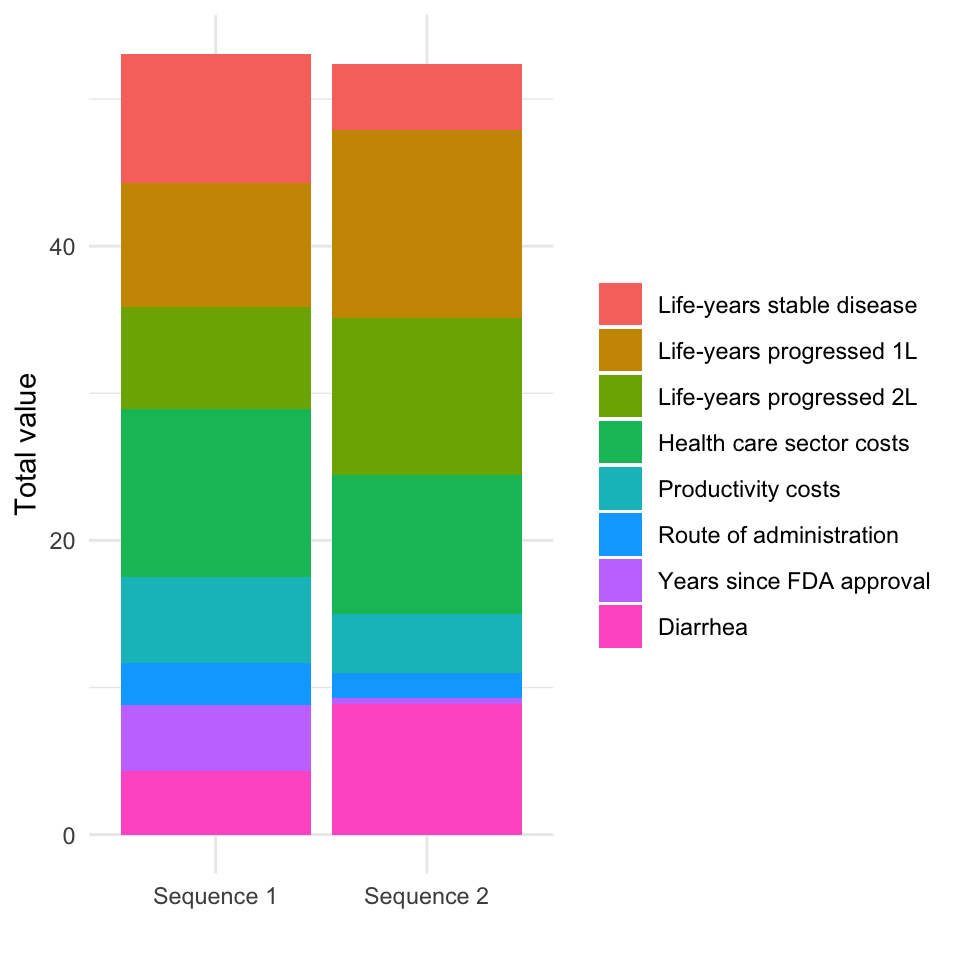 Total value
40
20
0
Sequence 1
Sequence 2
Life-years stable disease
Life-years progressed 1L
Life-years progressed 2L
Health care sector costs
Productivity costs
Route of administration
Years since FDA approval
Diarrhea